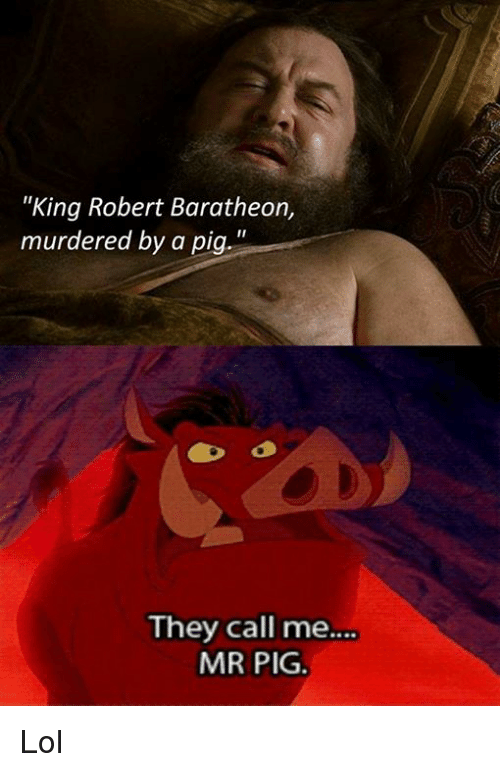 "King Robert Baratheon,
murdered by a pig."
They call me....
MR PIG.
Lol